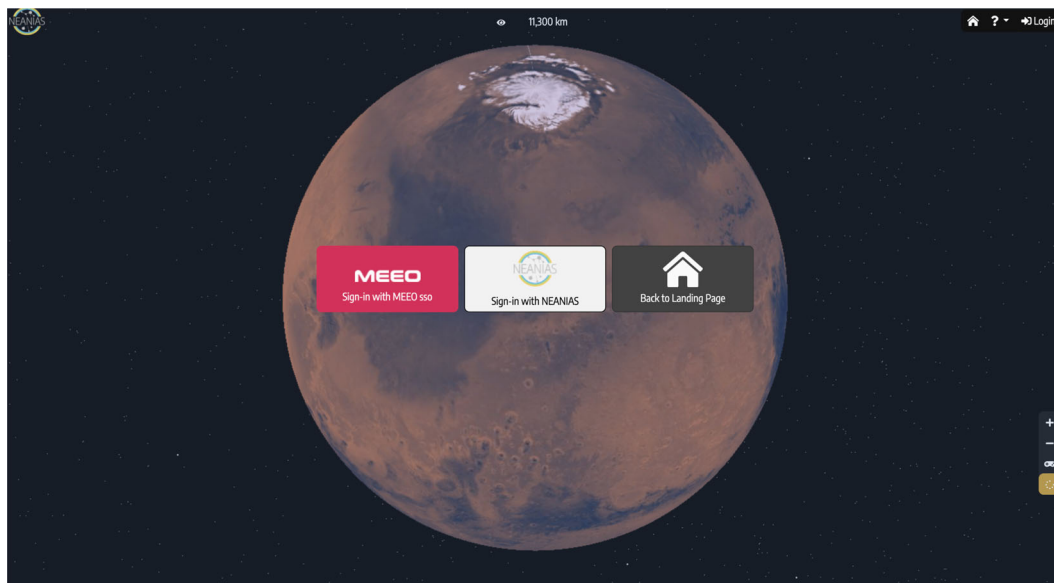 NEANIAS
11,300 km
? Login
MEEO
Sign-in with MEEO sso
NEANIAS
Sign-in with NEANIAS
Back to Landing Page